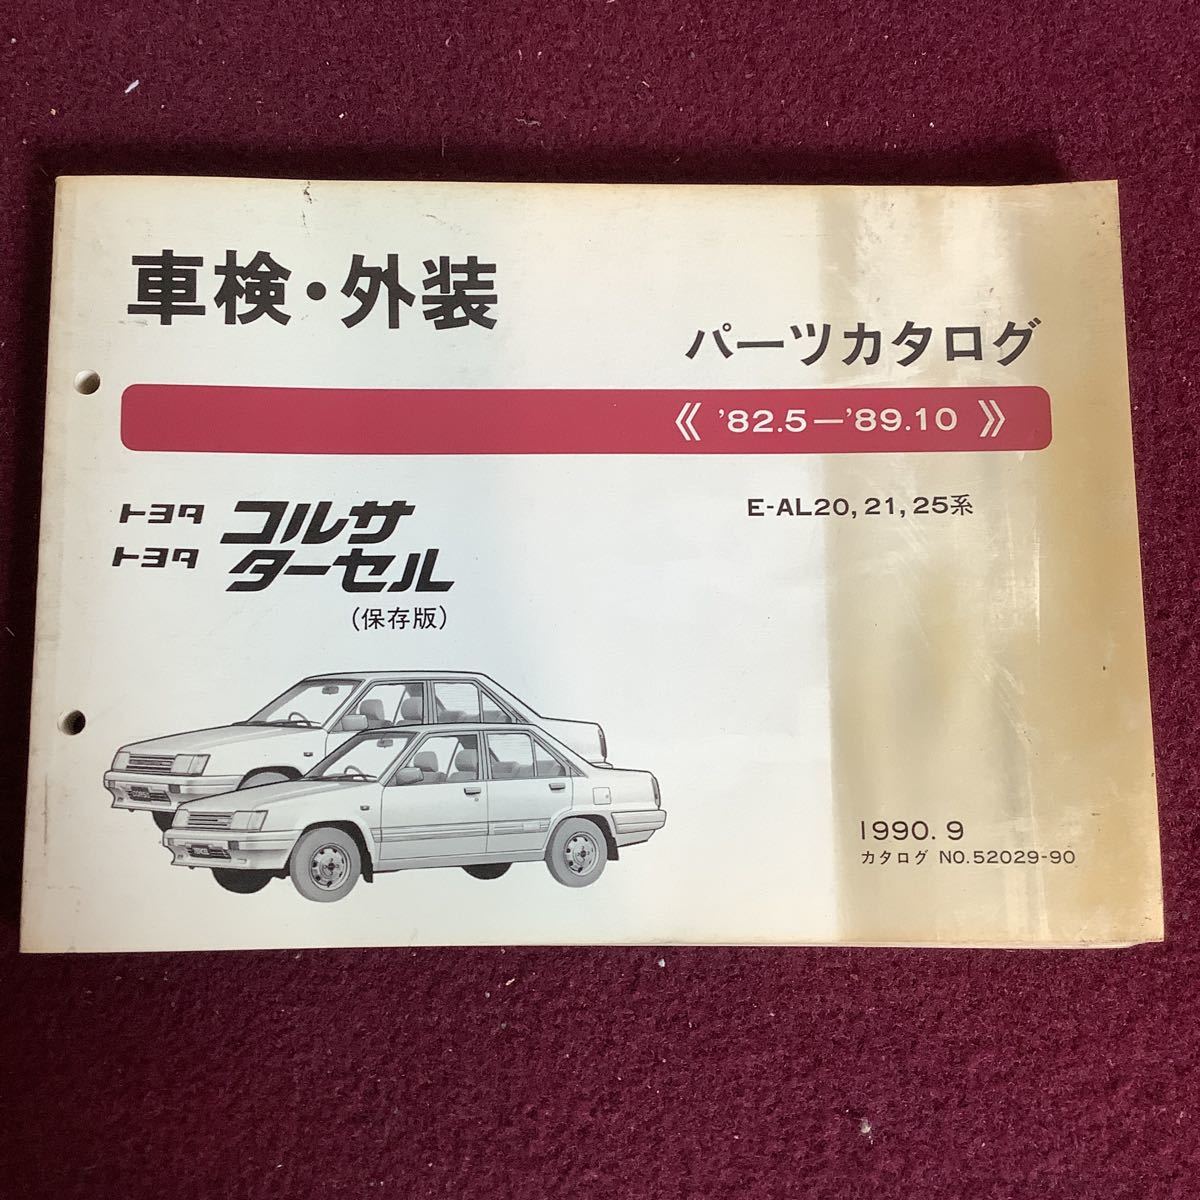 車検・外装
パーツカタログ
《 '82.5—'89.10 》
トヨタ コルサ
トヨタ ターセル
(保存版)
E-AL20, 21, 25系
1990. 9
カタログ NO.52029-90
TERCEL